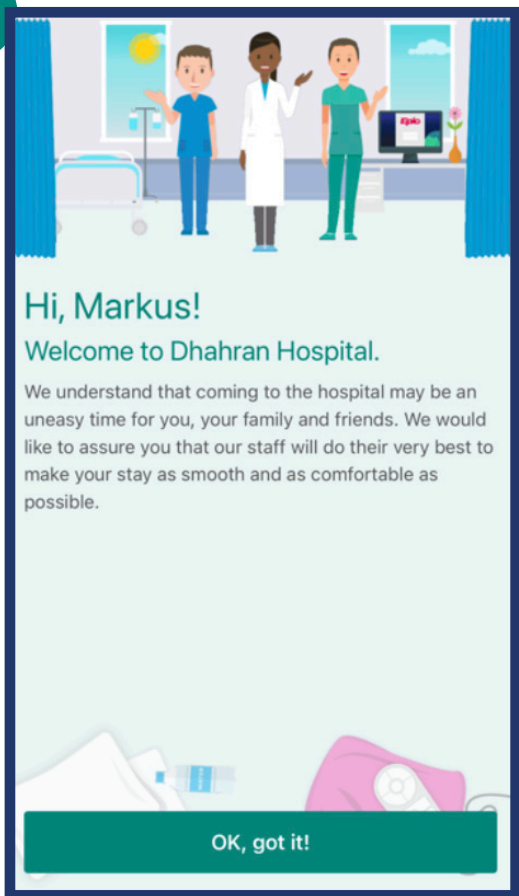 Epic
Hi, Markus!
Welcome to Dhahran Hospital.
We understand that coming to the hospital may be an
uneasy time for you, your family and friends. We would
like to assure you that our staff will do their very best to
make your stay as smooth and as comfortable as
possible.
OK, got it!